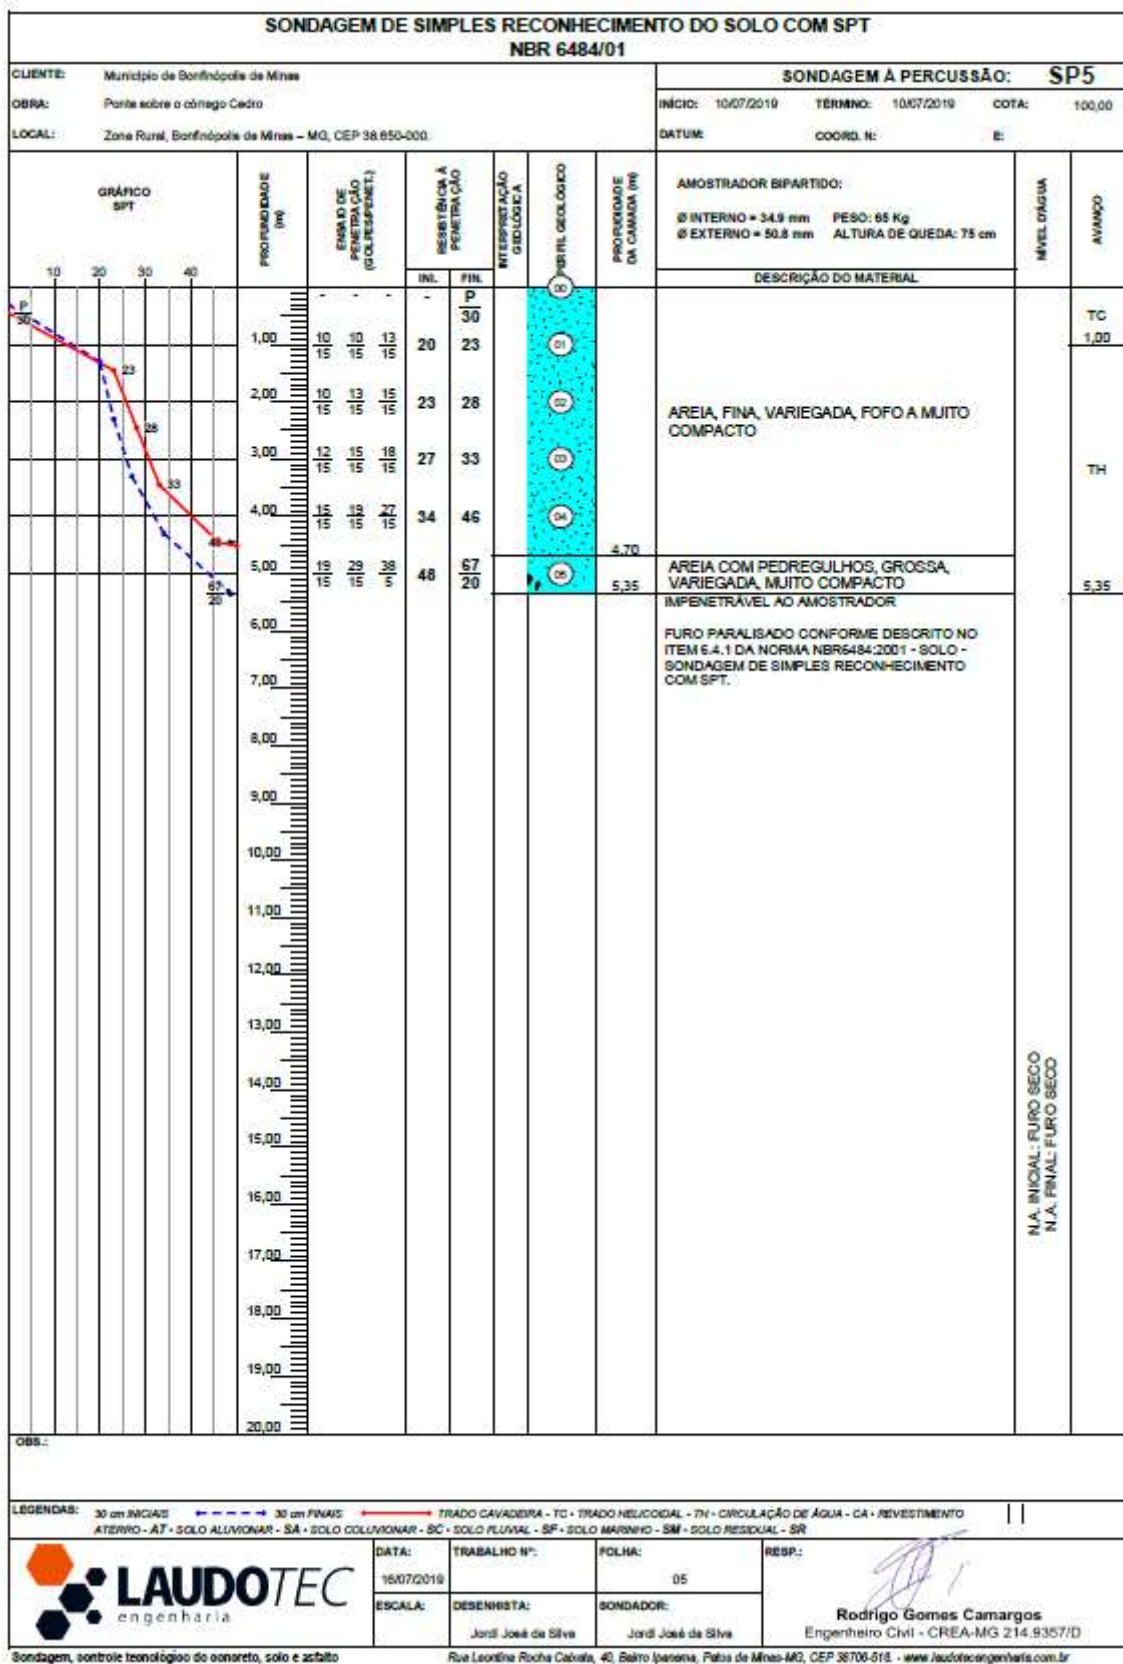 SONDAGEM DE SIMPLES RECONHECIMENTO DO SOLO COM SPT
NBR 6484/01
CLIENTE: Município de Bonfinópolis de Minas
SONDAGEM À PERCUSSÃO: SP5
OBRA: Ponte sobre o córrego Cedro
INÍCIO: 10/07/2019 TÉRMINO: 10/07/2019 COTA: 100,00
LOCAL: Zona Rural, Bonfinópolis de Minas – MG, CEP 38.650-000.
DATUM: COORD. N: E:
GRÁFICO
SPT
10 20 30 40
PROFUNDIDADE
(m)
ENSAIO DE
PENETRAÇÃO
(GOLPES/PENET.)
RESISTÊNCIA À
PENETRAÇÃO
INI. FIN.
INTERPRETAÇÃO
GEOLÓGICA
PERFIL GEOLÓGICO
PROFUDIDADE
DA CAMADA (m)
AMOSTRADOR BIPARTIDO:
Ø INTERNO = 34.9 mm PESO: 65 Kg
Ø EXTERNO = 50.8 mm ALTURA DE QUEDA: 75 cm
DESCRIÇÃO DO MATERIAL
NÍVEL D'ÁGUA
AVANÇO
P
30
- - - - P
30
00
TC
1,00
1,00 10/15 10/15 13/15 20 23 01
23
2,00 10/15 13/15 15/15 23 28 02
28
AREIA, FINA, VARIEGADA, FOFO A MUITO
COMPACTO
3,00 12/15 15/15 18/15 27 33 03
33
TH
4,00 15/15 19/15 27/15 34 46 04
46
4,70
5,00 19/15 29/15 38/5 48 67/20 05
67
20
AREIA COM PEDREGULHOS, GROSSA,
VARIEGADA, MUITO COMPACTO
5,35
5,35
IMPENETRÁVEL AO AMOSTRADOR
6,00
FURO PARALISADO CONFORME DESCRITO NO
ITEM 6.4.1 DA NORMA NBR6484:2001 - SOLO -
SONDAGEM DE SIMPLES RECONHECIMENTO
COM SPT.
7,00
8,00
9,00
10,00
11,00
12,00
13,00
14,00
15,00
16,00
17,00
18,00
19,00
20,00
N.A. INICIAL: FURO SECO
N.A. FINAL: FURO SECO
OBS.:
LEGENDAS: 30 cm INICIAIS 30 cm FINAIS TRADO CAVADEIRA - TC - TRADO HELICOIDAL - TH - CIRCULAÇÃO DE ÁGUA - CA - REVESTIMENTO
ATERRO - AT - SOLO ALUVIONAR - SA - SOLO COLUVIONAR - SC - SOLO FLUVIAL - SF - SOLO MARINHO - SM - SOLO RESIDUAL - SR
LAUDOTEC
engenharia
DATA: 16/07/2019
TRABALHO Nº:
FOLHA: 05
RESP.:
ESCALA:
DESENHISTA: Jordi José da Silva
SONDADOR: Jordi José da Silva
Rodrigo Gomes Camargos
Engenheiro Civil - CREA-MG 214.9357/D
Sondagem, controle tecnológico do concreto, solo e asfalto
Rua Leontina Rocha Caixeta, 40, Bairro Ipanema, Patos de Minas-MG, CEP 38706-518. - www.laudotecengenharia.com.br